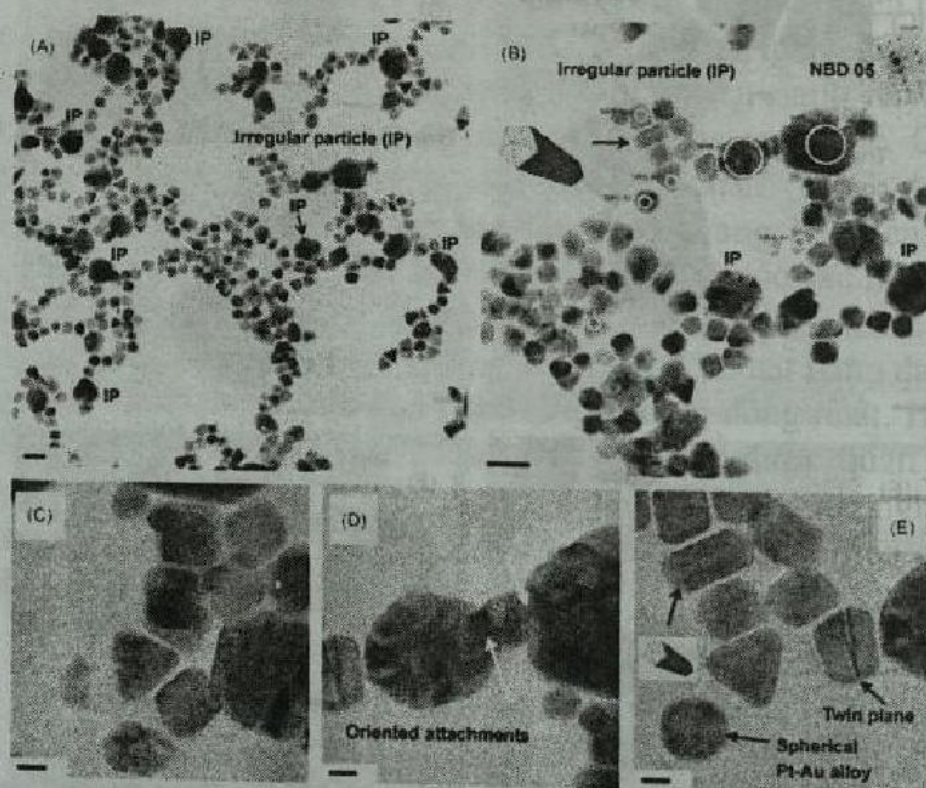 (A)
IP
IP
IP
Irregular particle (IP)
IP
IP
IP
IP
(B)
Irregular particle (IP)
NBD 05
IP
IP
(C)
(D)
Oriented attachments
(E)
Twin plane
Spherical
Pt-Au alloy